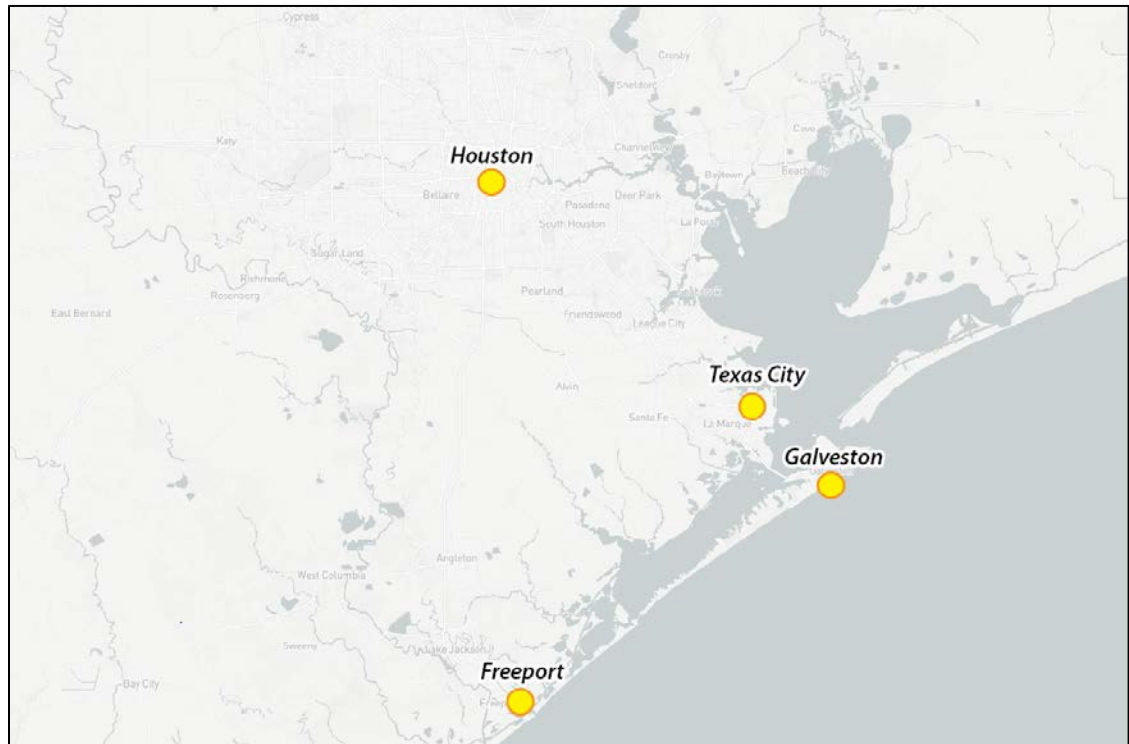 Cypress
Crosby
Sheldon
Katy
Houston
Channelview
Cove
Baytown
Beach City
Bellaire
Pasadena
Deer Park
South Houston
La Porte
Sugar Land
Richmond
Rosenberg
Pearland
East Bernard
Friendswood
League City
Texas City
Alvin
Santa Fe
La Marque
Galveston
Angleton
West Columbia
Sweeny
Lake Jackson
Freeport
Bay City